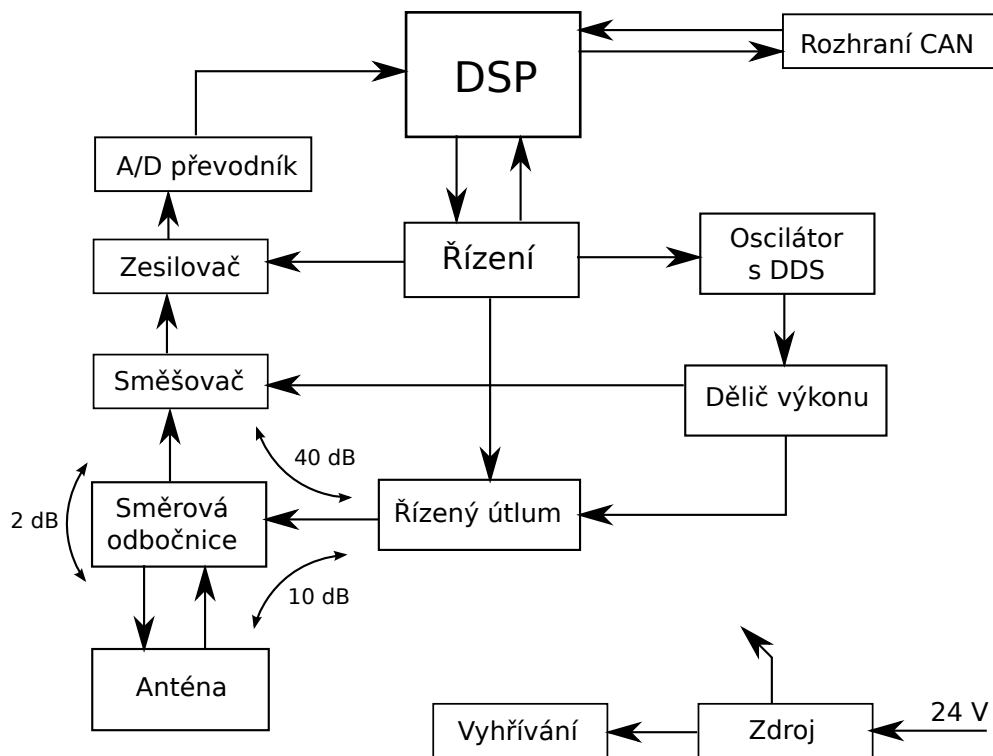 DSP
Rozhraní CAN
A/D převodník
Zesilovač
Řízení
Oscilátor
s DDS
Směšovač
Dělič výkonu
40 dB
2 dB
Směrová
odbočnice
Řízený útlum
10 dB
Anténa
Vyhřívání
Zdroj
24 V